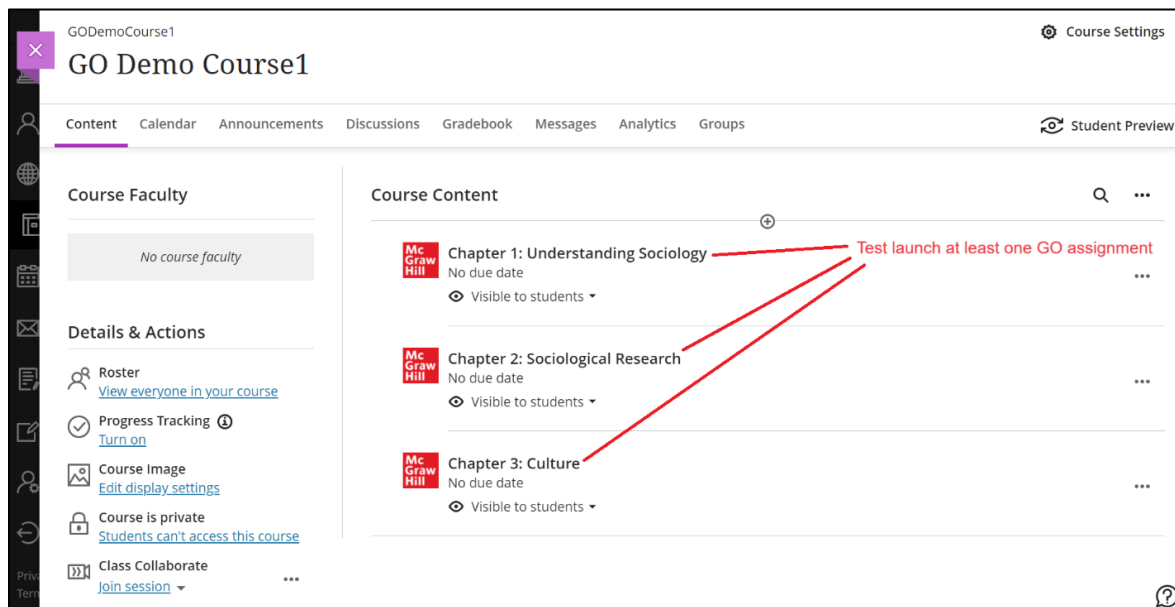 GODemoCourse1
GO Demo Course1
Course Settings
Content Calendar Announcements Discussions Gradebook Messages Analytics Groups
Student Preview
Course Faculty
No course faculty
Details & Actions
Roster
View everyone in your course
Progress Tracking
Turn on
Course Image
Edit display settings
Course is private
Students can't access this course
Class Collaborate
Join session
Course Content
Mc
Graw
Hill
Chapter 1: Understanding Sociology
No due date
Visible to students
Test launch at least one GO assignment
Mc
Graw
Hill
Chapter 2: Sociological Research
No due date
Visible to students
Mc
Graw
Hill
Chapter 3: Culture
No due date
Visible to students